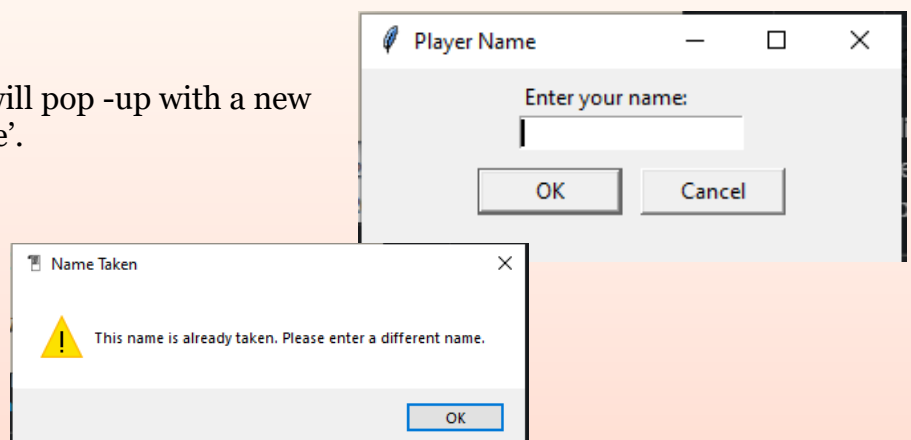 Player Name
Enter your name:
pop -up with a new
OK Cancel
Name Taken
This name is already taken. Please enter a different name.
OK